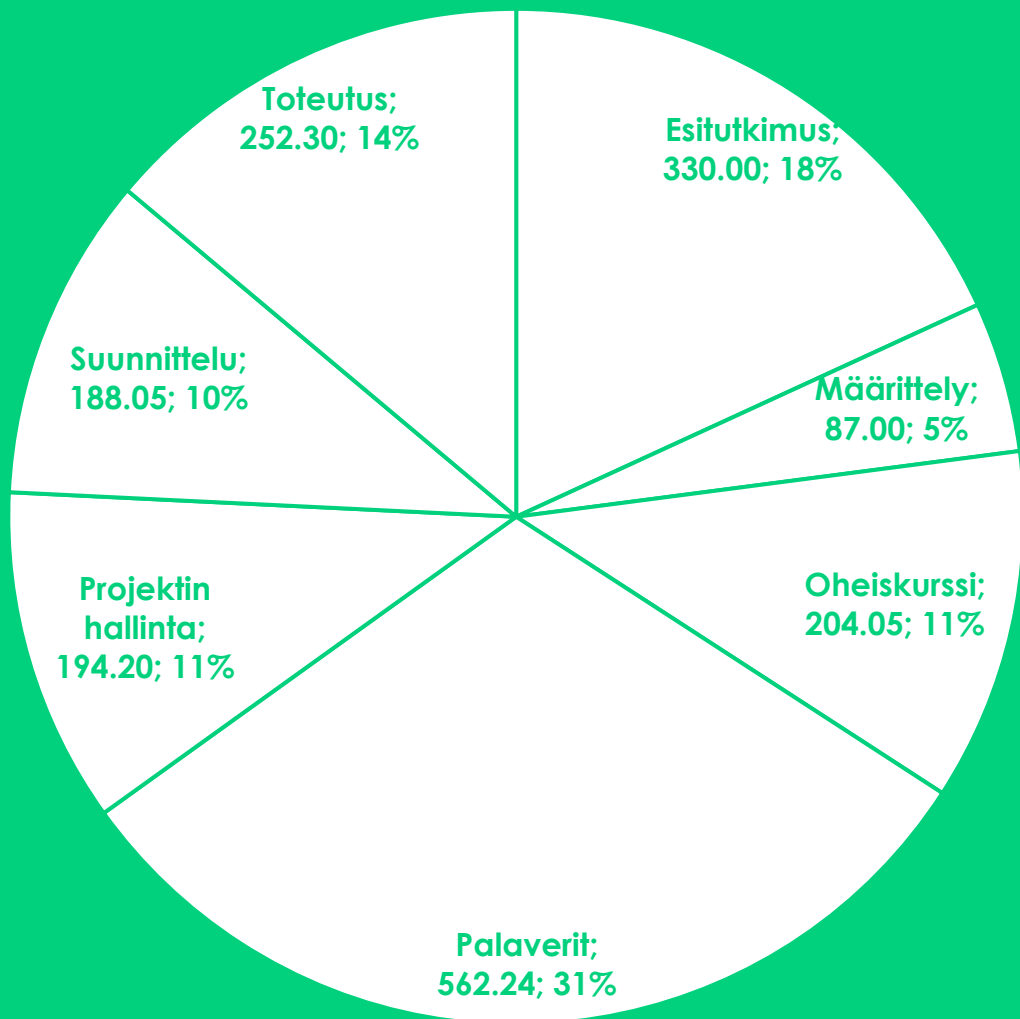 Toteutus;
252.30; 14%
Esitutkimus;
330.00; 18%
Suunnittelu;
188.05; 10%
Määrittely;
87.00; 5%
Projektin
hallinta;
194.20; 11%
Oheiskurssi;
204.05; 11%
Palaverit;
562.24; 31%